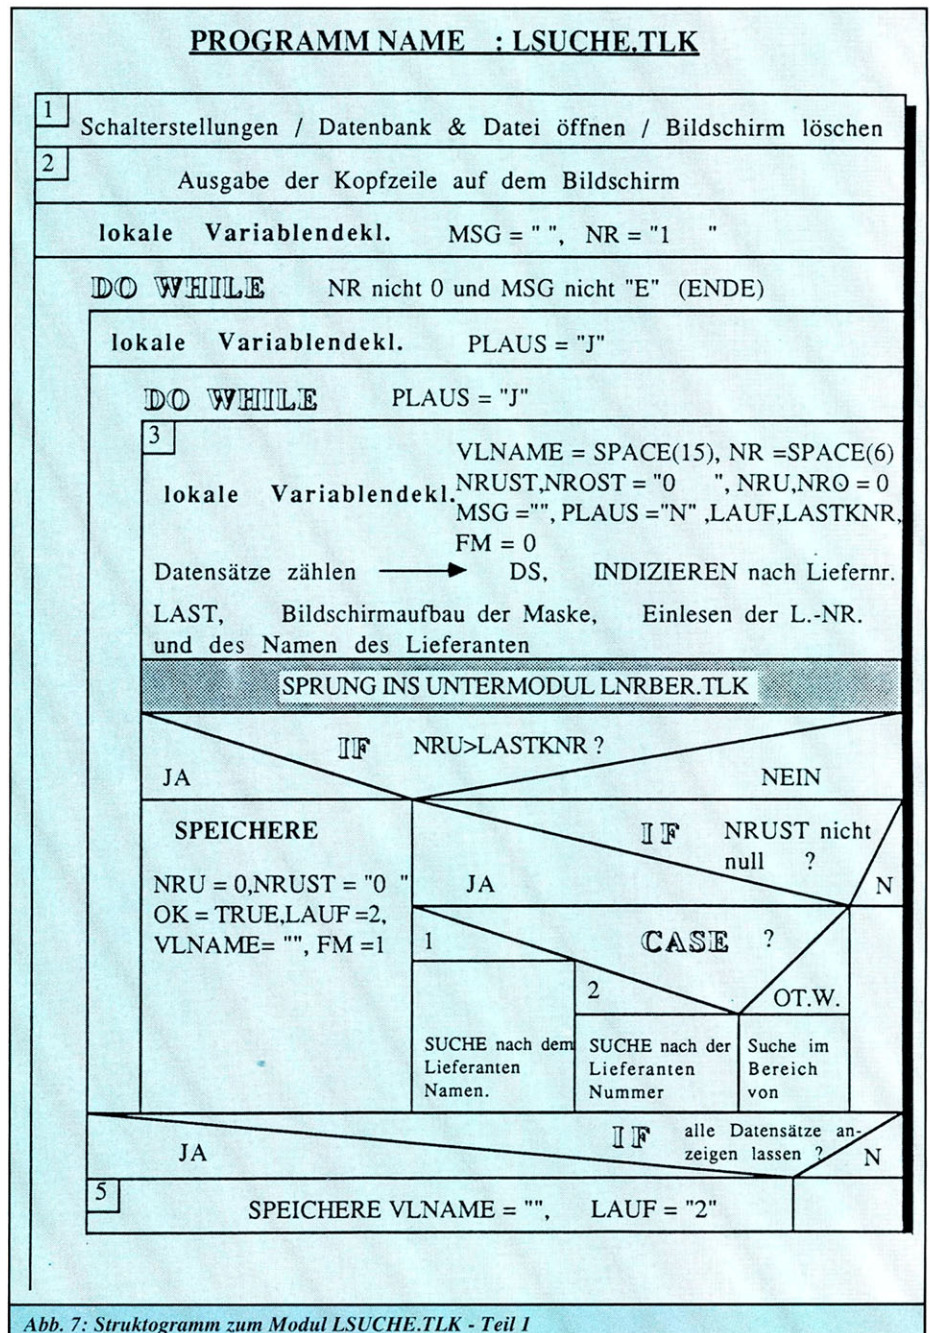 PROGRAMM NAME : LSUCHE.TLK
1
Schalterstellungen / Datenbank & Datei öffnen / Bildschirm löschen
2
Ausgabe der Kopfzeile auf dem Bildschirm
lokale Variablendekl. MSG = " ", NR = "1 "
DO WHILE NR nicht 0 und MSG nicht "E" (ENDE)
lokale Variablendekl. PLAUS = "J"
DO WHILE PLAUS = "J"
3
VLNAME = SPACE(15), NR =SPACE(6)
lokale Variablendekl. NRUST,NROST = "0 ", NRU,NRO = 0
MSG ="", PLAUS ="N" ,LAUF,LASTKNR,
FM = 0
Datensätze zählen DS, INDIZIEREN nach Liefernr.
LAST, Bildschirmaufbau der Maske, Einlesen der L.-NR.
und des Namen des Lieferanten
SPRUNG INS UNTERMODUL LNRBER.TLK
IF NRU>LASTKNR ?
JA NEIN
SPEICHERE
NRU = 0,NRUST = "0 "
OK = TRUE,LAUF =2,
VLNAME= "", FM =1
IF NRUST nicht
null ?
JA N
1 CASE ?
2 OT.W.
SUCHE nach dem
Lieferanten
Namen.
SUCHE nach der
Lieferanten
Nummer
Suche im
Bereich
von
IF alle Datensätze an-
zeigen lassen ?
JA N
5
SPEICHERE VLNAME = "", LAUF = "2"
Abb. 7: Struktogramm zum Modul LSUCHE.TLK - Teil 1